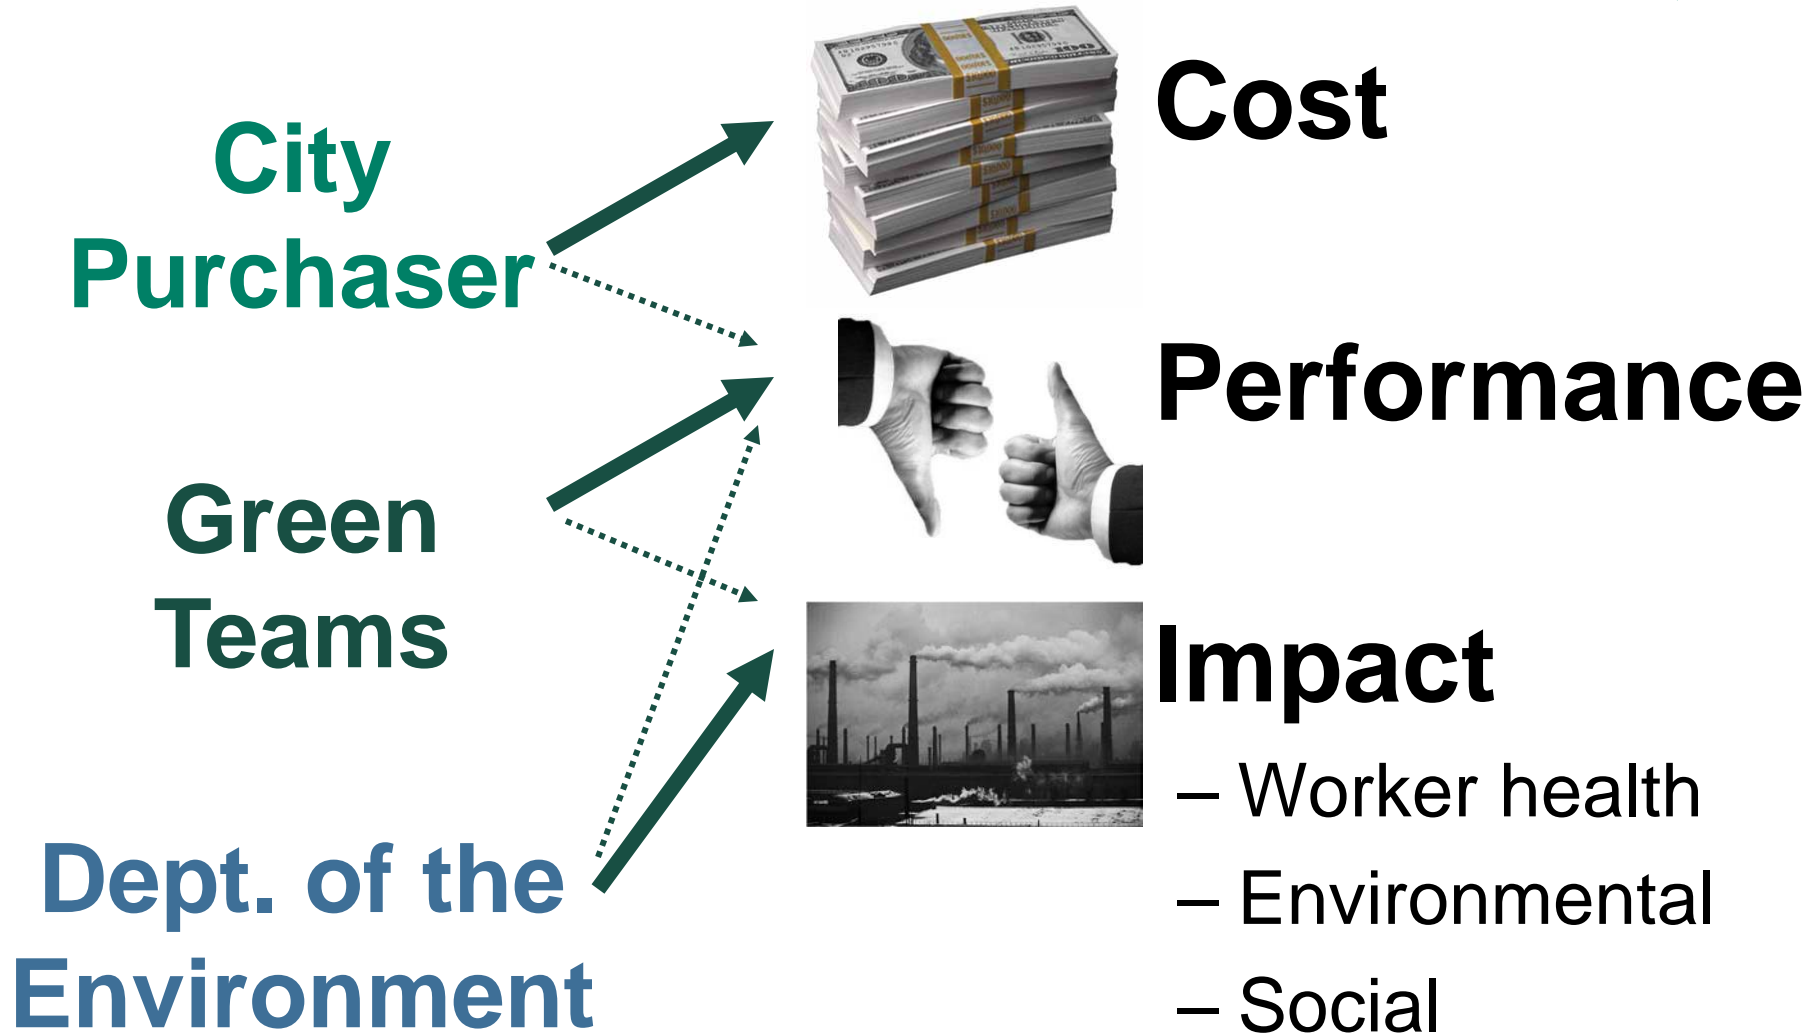 City
Purchaser
Green
Teams
Dept. of the
Environment
Cost
Performance
Impact
– Worker health
– Environmental
– Social